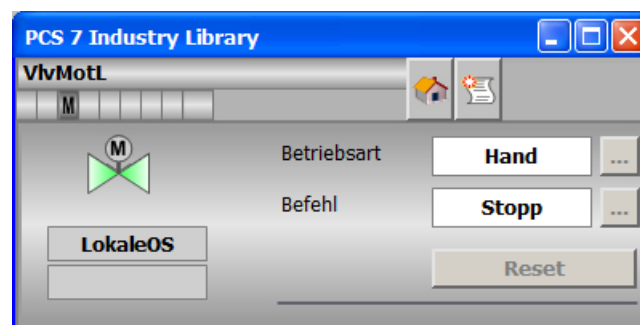 PCS 7 Industry Library
VlvMotL
M
M
Betriebsart
Hand
...
Befehl
Stopp
...
LokaleOS
Reset